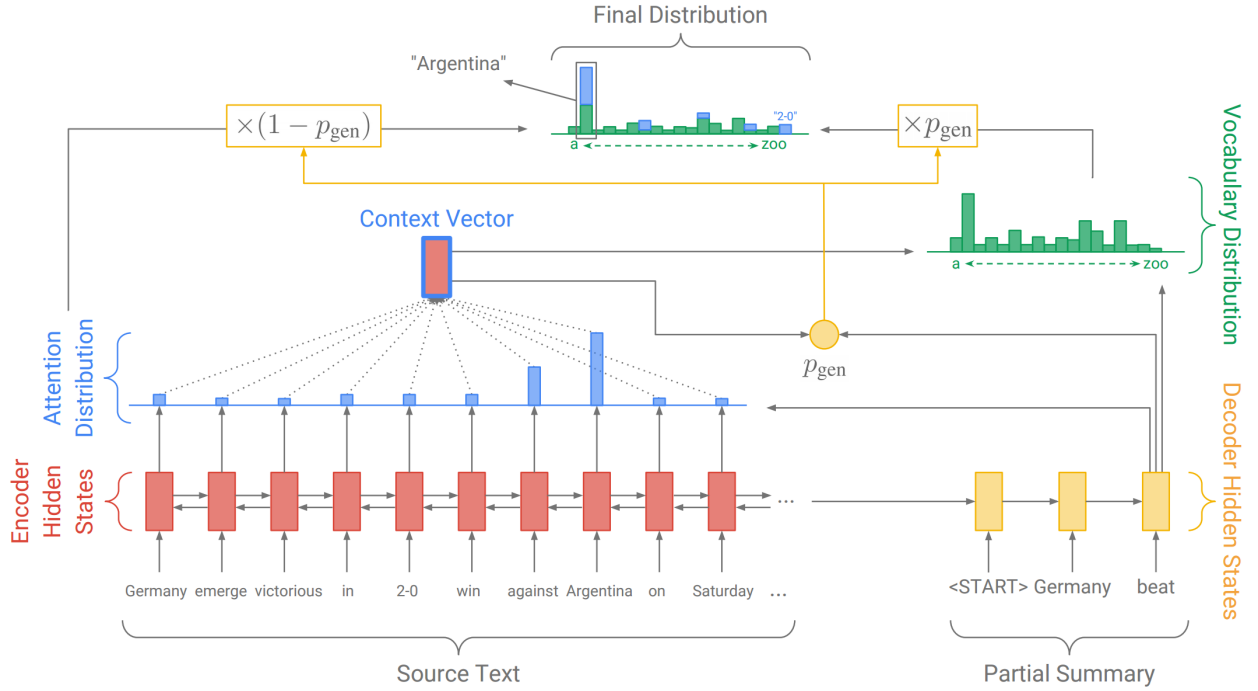 Final Distribution
"Argentina"
×(1 − p_gen)
"2-0"
×p_gen
a
zoo
Context Vector
a
zoo
Vocabulary Distribution
Attention
Distribution
p_gen
Encoder
Hidden
States
...
Decoder Hidden States
Germany emerge victorious in 2-0 win against Argentina on Saturday ...
<START> Germany beat
Source Text
Partial Summary